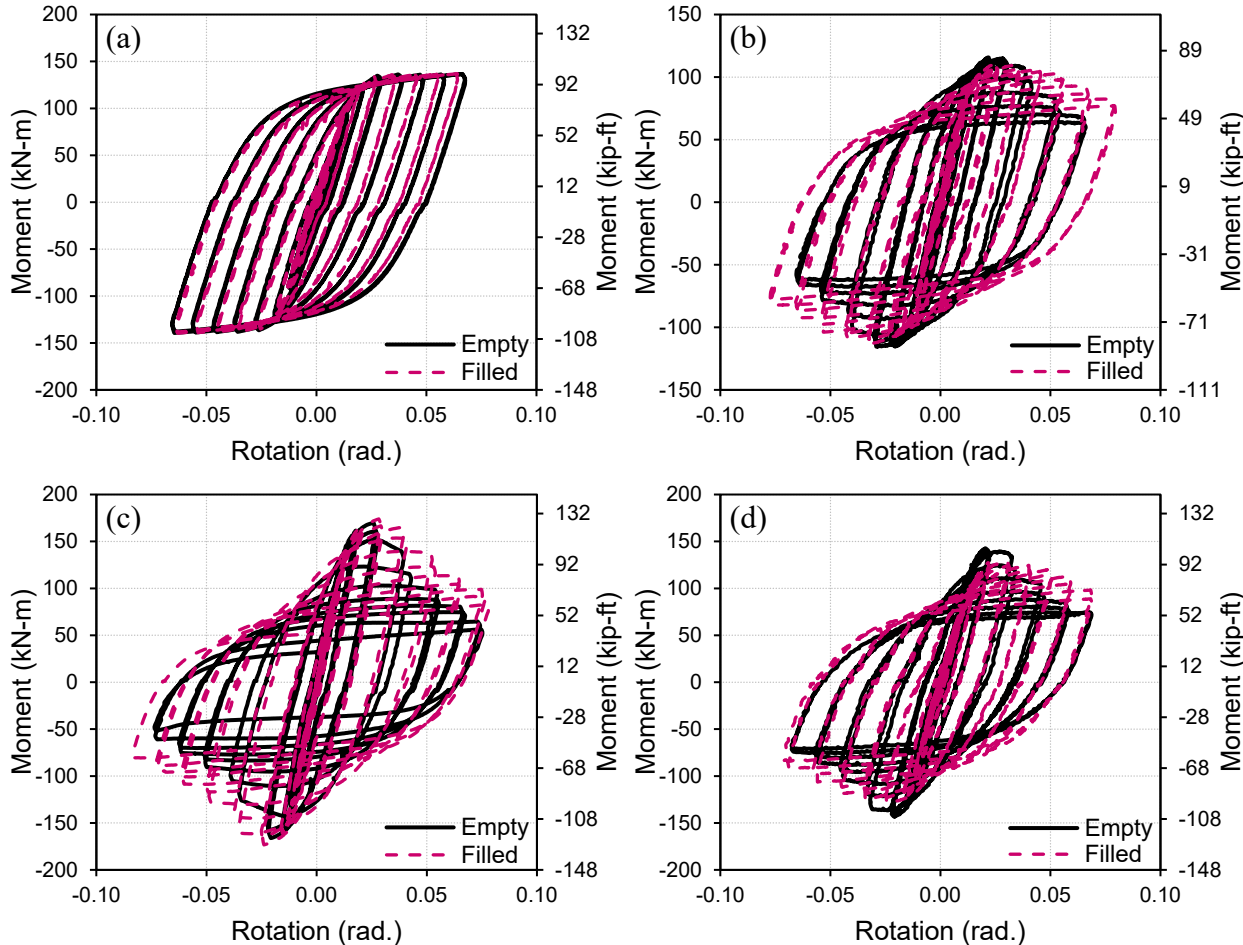 (a)
200
150
100
50
0
-50
-100
-150
-200
132
92
52
12
-28
-68
-108
-148
-0.10 -0.05 0.00 0.05 0.10
Moment (kN-m)
Moment (kip-ft)
Rotation (rad.)
Empty
Filled
(b)
150
100
50
0
-50
-100
-150
89
49
9
-31
-71
-111
-0.10 -0.05 0.00 0.05 0.10
Moment (kN-m)
Moment (kip-ft)
Rotation (rad.)
Empty
Filled
(c)
200
150
100
50
0
-50
-100
-150
-200
132
92
52
12
-28
-68
-108
-148
-0.10 -0.05 0.00 0.05 0.10
Moment (kN-m)
Moment (kip-ft)
Rotation (rad.)
Empty
Filled
(d)
200
150
100
50
0
-50
-100
-150
-200
132
92
52
12
-28
-68
-108
-148
-0.10 -0.05 0.00 0.05 0.10
Moment (kN-m)
Moment (kip-ft)
Rotation (rad.)
Empty
Filled